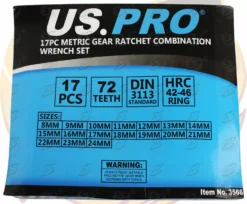 US.PRO
17PC METRIC GEAR RATCHET COMBINATION
WRENCH SET
17 PCS
72 TEETH
DIN 3113 STANDARD
HRC 42-46 RING
SIZES:
8MM 9MM 10MM 11MM 12MM 13MM 14MM
15MM 16MM 17MM 18MM 19MM 20MM 21MM
22MM 23MM 24MM
WARNING:
Item No. 3566